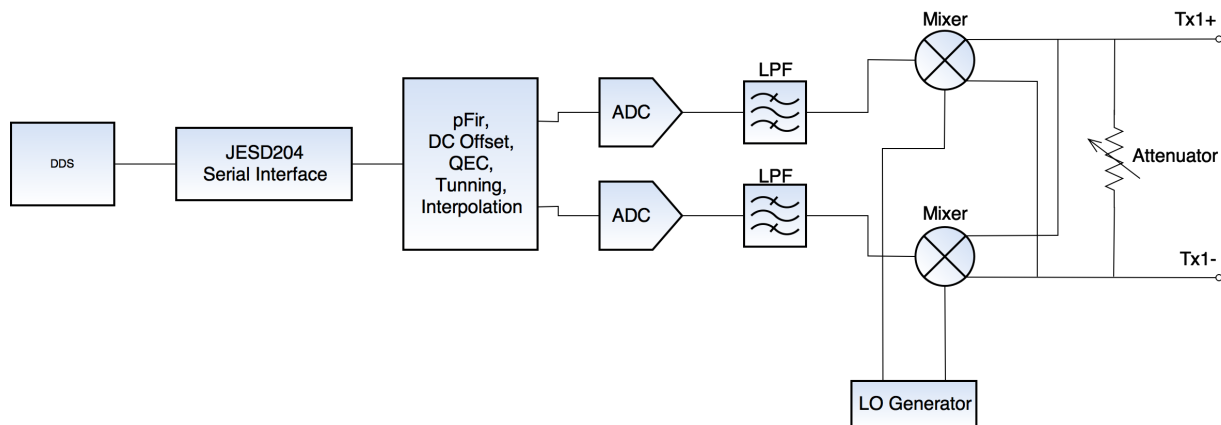 Mixer
Tx1+
LPF
ADC
pFir,
DC Offset,
QEC,
Tunning,
Interpolation
DDS
JESD204
Serial Interface
Attenuator
LPF
ADC
Mixer
Tx1-
LO Generator